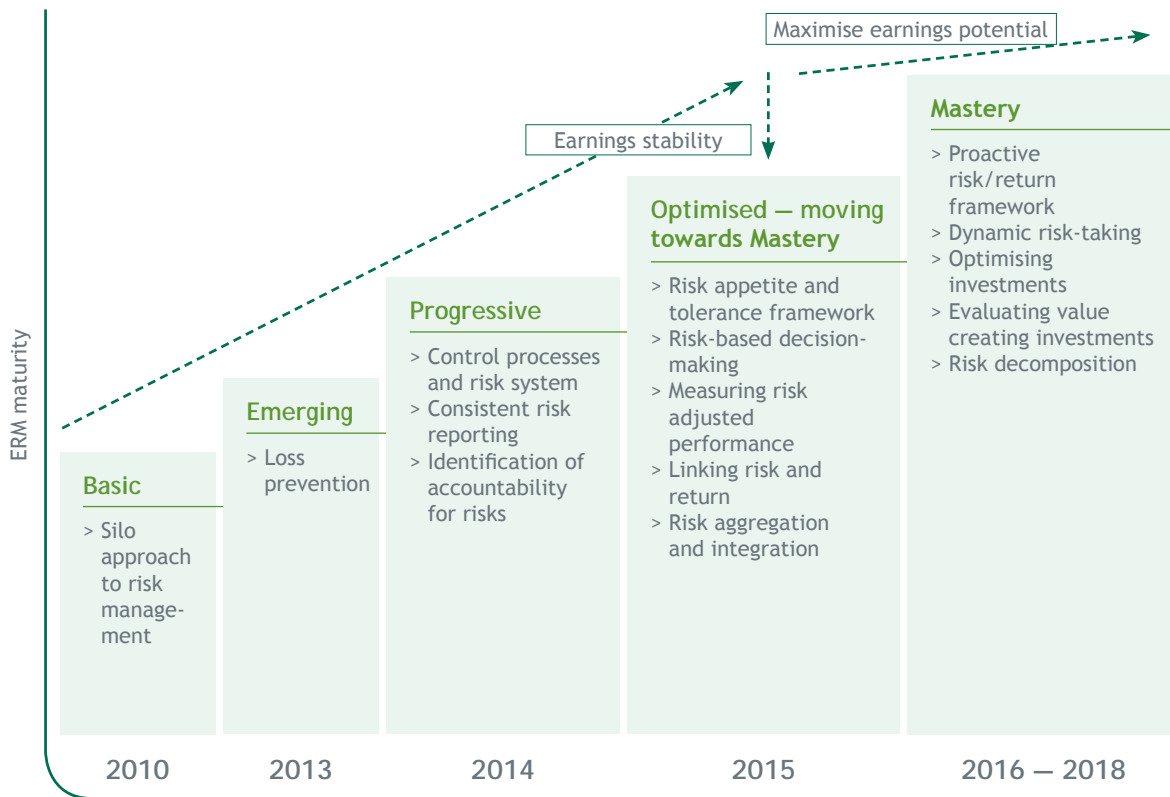 Maximise earnings potential
Earnings stability
ERM maturity
Basic
> Silo
approach
to risk
manage-
ment
2010
Emerging
> Loss
prevention
2013
Progressive
> Control processes
and risk system
> Consistent risk
reporting
> Identification of
accountability
for risks
2014
Optimised — moving
towards Mastery
> Risk appetite and
tolerance framework
> Risk-based decision-
making
> Measuring risk
adjusted
performance
> Linking risk and
return
> Risk aggregation
and integration
2015
Mastery
> Proactive
risk/return
framework
> Dynamic risk-taking
> Optimising
investments
> Evaluating value
creating investments
> Risk decomposition
2016 — 2018